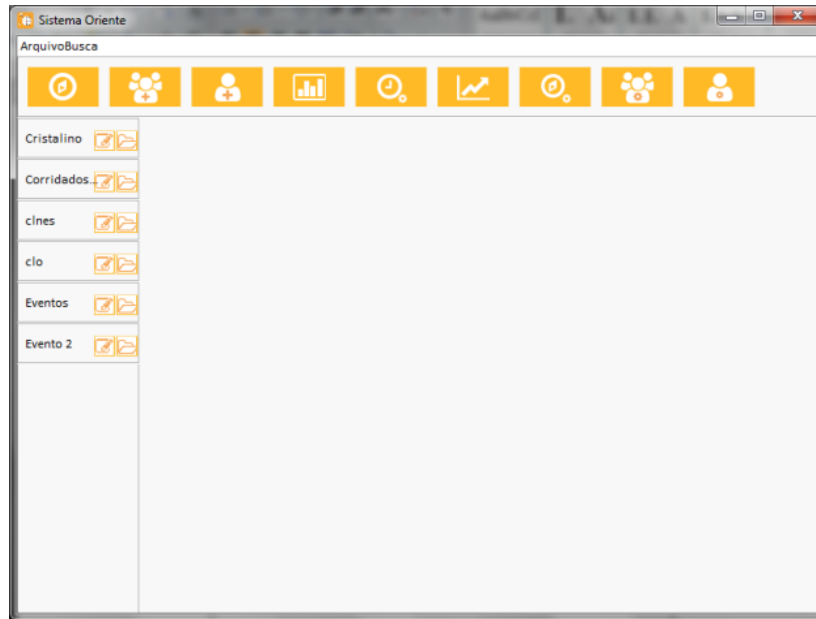 Sistema Oriente
ArquivoBusca
Cristalino
Corridados...
clnes
clo
Eventos
Evento 2